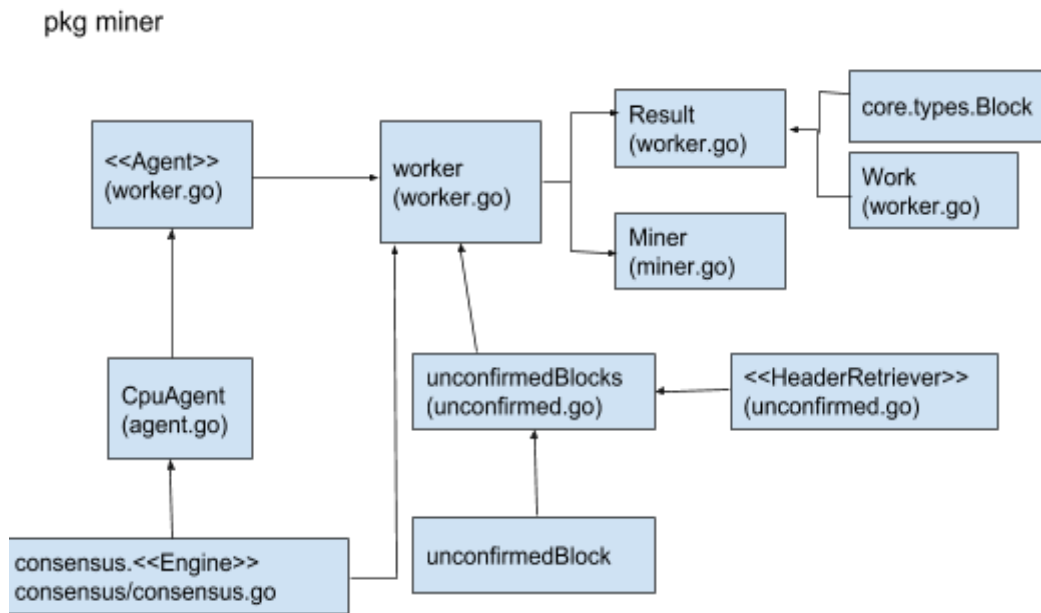 pkg miner
<<Agent>>
(worker.go)
worker
(worker.go)
Result
(worker.go)
core.types.Block
Work
(worker.go)
Miner
(miner.go)
CpuAgent
(agent.go)
unconfirmedBlocks
(unconfirmed.go)
<<HeaderRetriever>>
(unconfirmed.go)
consensus.<<Engine>>
consensus/consensus.go
unconfirmedBlock